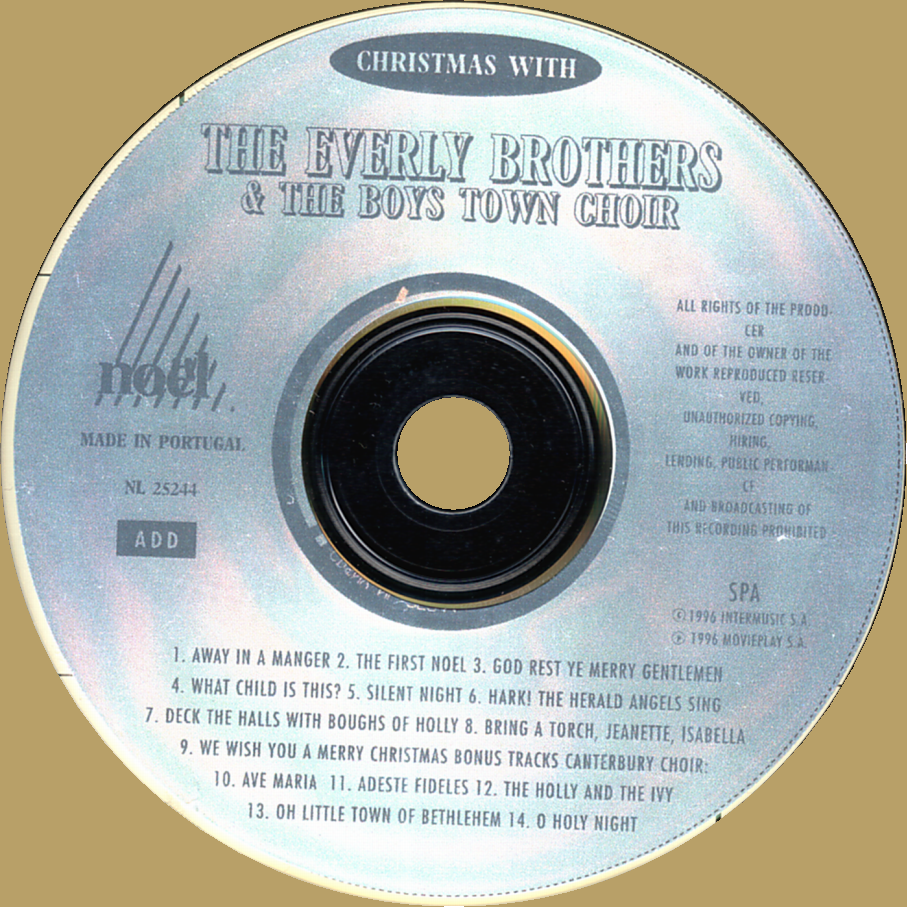 CHRISTMAS WITH
THE EVERLY BROTHERS
& THE BOYS TOWN CHOIR
noël
MADE IN PORTUGAL
NL 25244
ADD
ALL RIGHTS OF THE PRODU-
CER
AND OF THE OWNER OF THE
WORK REPRODUCED RESER-
VED,
UNAUTHORIZED COPYING,
HIRING,
LENDING, PUBLIC PERFORMAN
CE
AND BROADCASTING OF
THIS RECORDING PROHIBITED
SPA
©1996 INTERMUSIC S.A.
℗ 1996 MOVIEPLAY S.A.
1. AWAY IN A MANGER 2. THE FIRST NOEL 3. GOD REST YE MERRY GENTLEMEN
4. WHAT CHILD IS THIS? 5. SILENT NIGHT 6. HARK! THE HERALD ANGELS SING
7. DECK THE HALLS WITH BOUGHS OF HOLLY 8. BRING A TORCH, JEANETTE, ISABELLA
9. WE WISH YOU A MERRY CHRISTMAS BONUS TRACKS CANTERBURY CHOIR:
10. AVE MARIA 11. ADESTE FIDELES 12. THE HOLLY AND THE IVY
13. OH LITTLE TOWN OF BETHLEHEM 14. O HOLY NIGHT